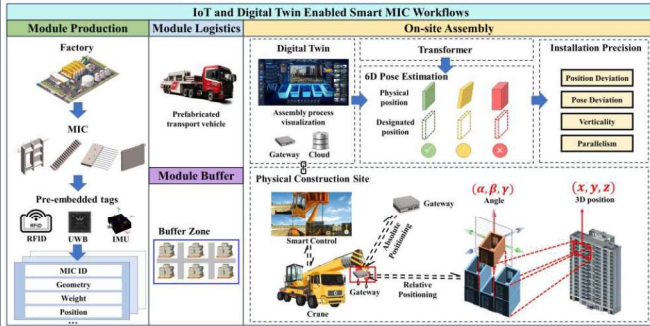 IoT and Digital Twin Enabled Smart MIC Workflows
Module Production
Factory
MIC
Pre-embedded tags
RFID
RFID
UWB
IMU
MIC ID
Geometry
Weight
Position
...
Module Logistics
Prefabricated
transport vehicle
Module Buffer
Buffer Zone
On-site Assembly
Digital Twin
Assembly process
visualization
Gateway
Cloud
Transformer
6D Pose Estimation
Physical
position
Designated
position
Installation Precision
Position Deviation
Pose Deviation
Verticality
Parallelism
Physical Construction Site
Smart Control
Gateway
Absolute
Positioning
Crane
Gateway
Relative
Positioning
(α, β, γ)
Angle
(x, y, z)
3D position